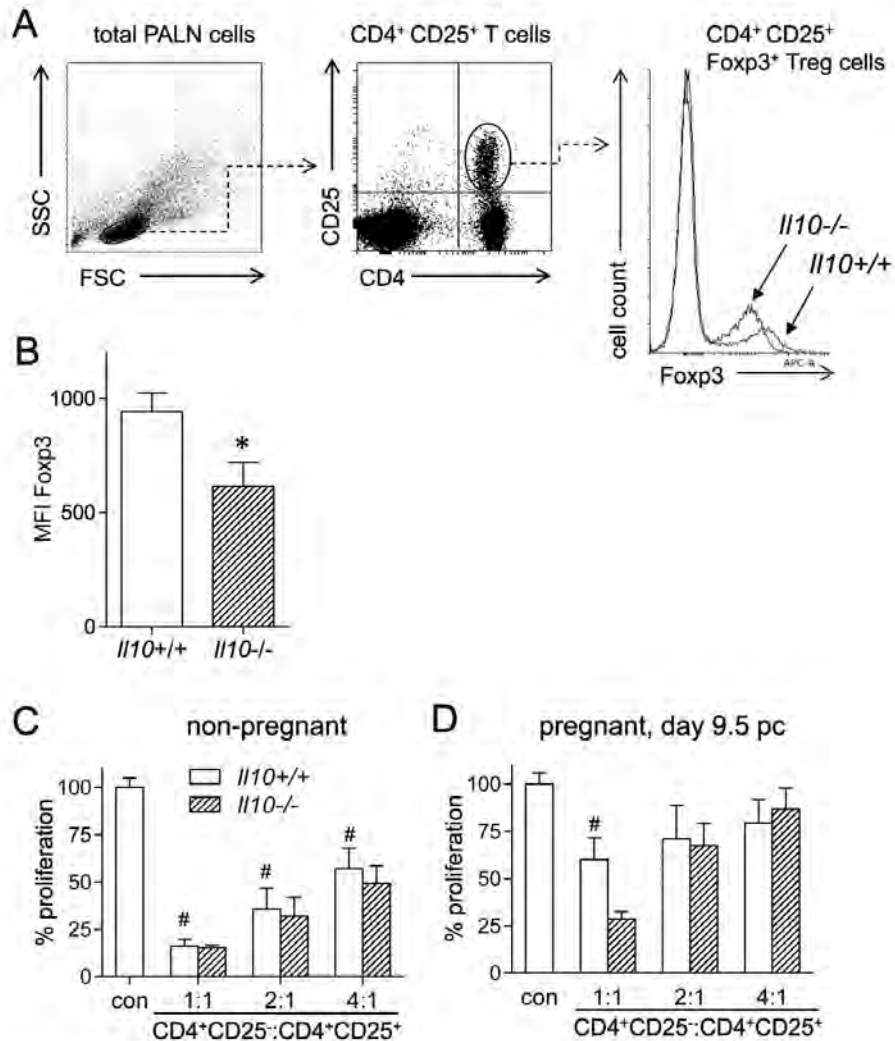 A
total PALN cells
SSC
FSC
CD4+ CD25+ T cells
CD25
CD4
CD4+ CD25+
Foxp3+ Treg cells
cell count
Il10-/-
Il10+/+
APC-A
Foxp3
B
MFI Foxp3
1000
500
0
*
Il10+/+
Il10-/-
C
non-pregnant
% proliferation
100
75
50
25
0
Il10+/+
Il10-/-
#
#
#
con
1:1
2:1
4:1
CD4+CD25-:CD4+CD25+
D
pregnant, day 9.5 pc
% proliferation
100
75
50
25
0
#
con
1:1
2:1
4:1
CD4+CD25-:CD4+CD25+